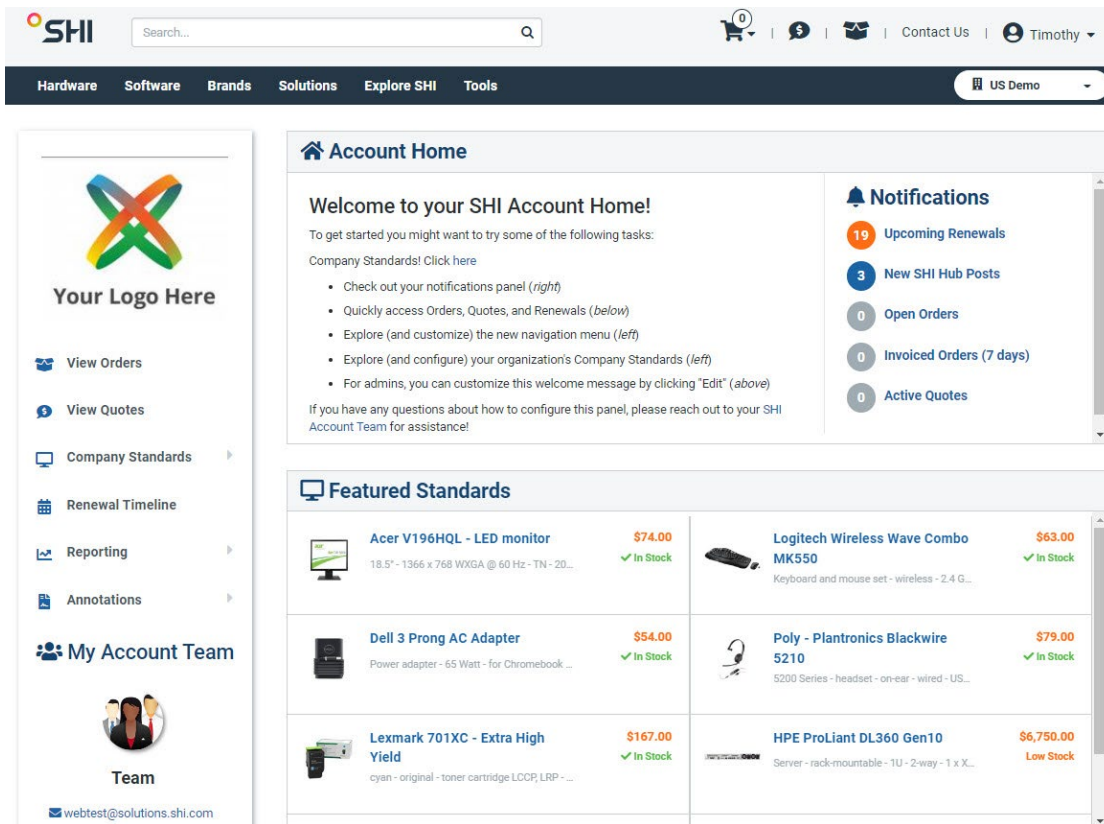 SHI
Search...
0
Contact Us
Timothy
Hardware Software Brands Solutions Explore SHI Tools
US Demo
Your Logo Here
View Orders
View Quotes
Company Standards
Renewal Timeline
Reporting
Annotations
My Account Team
Team
webtest@solutions.shi.com
Account Home
Welcome to your SHI Account Home!
To get started you might want to try some of the following tasks:
Company Standards! Click here
• Check out your notifications panel (right)
• Quickly access Orders, Quotes, and Renewals (below)
• Explore (and customize) the new navigation menu (left)
• Explore (and configure) your organization's Company Standards (left)
• For admins, you can customize this welcome message by clicking "Edit" (above)
If you have any questions about how to configure this panel, please reach out to your SHI
Account Team for assistance!
Notifications
19 Upcoming Renewals
3 New SHI Hub Posts
0 Open Orders
0 Invoiced Orders (7 days)
0 Active Quotes
Featured Standards
Acer V196HQL - LED monitor
$74.00
18.5" - 1366 x 768 WXGA @ 60 Hz - TN - 20...
In Stock
Logitech Wireless Wave Combo
MK550
$63.00
In Stock
Keyboard and mouse set - wireless - 2.4 G...
Dell 3 Prong AC Adapter
$54.00
Power adapter - 65 Watt - for Chromebook ...
In Stock
Poly - Plantronics Blackwire
5210
$79.00
In Stock
5200 Series - headset - on-ear - wired - US...
Lexmark 701XC - Extra High
Yield
$167.00
In Stock
cyan - original - toner cartridge LCCP, LRP - ...
HPE ProLiant DL360 Gen10
$6,750.00
Server - rack-mountable - 1U - 2-way - 1 x X...
Low Stock